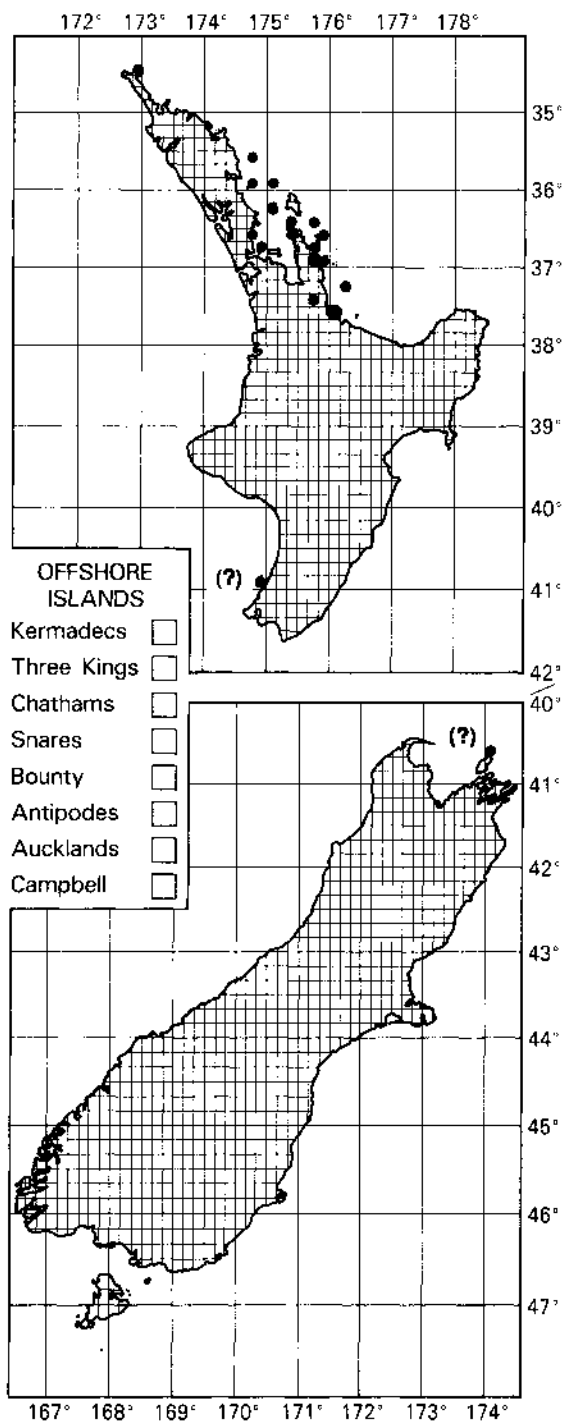 172° 173° 174° 175° 176° 177° 178°
35°
36°
37°
38°
39°
40°
(?)
41°
42°
OFFSHORE
ISLANDS
Kermadecs
Three Kings
Chathams
Snares
Bounty
Antipodes
Aucklands
Campbell
40°
(?)
41°
42°
43°
44°
45°
46°
47°
167° 168° 169° 170° 171° 172° 173° 174°